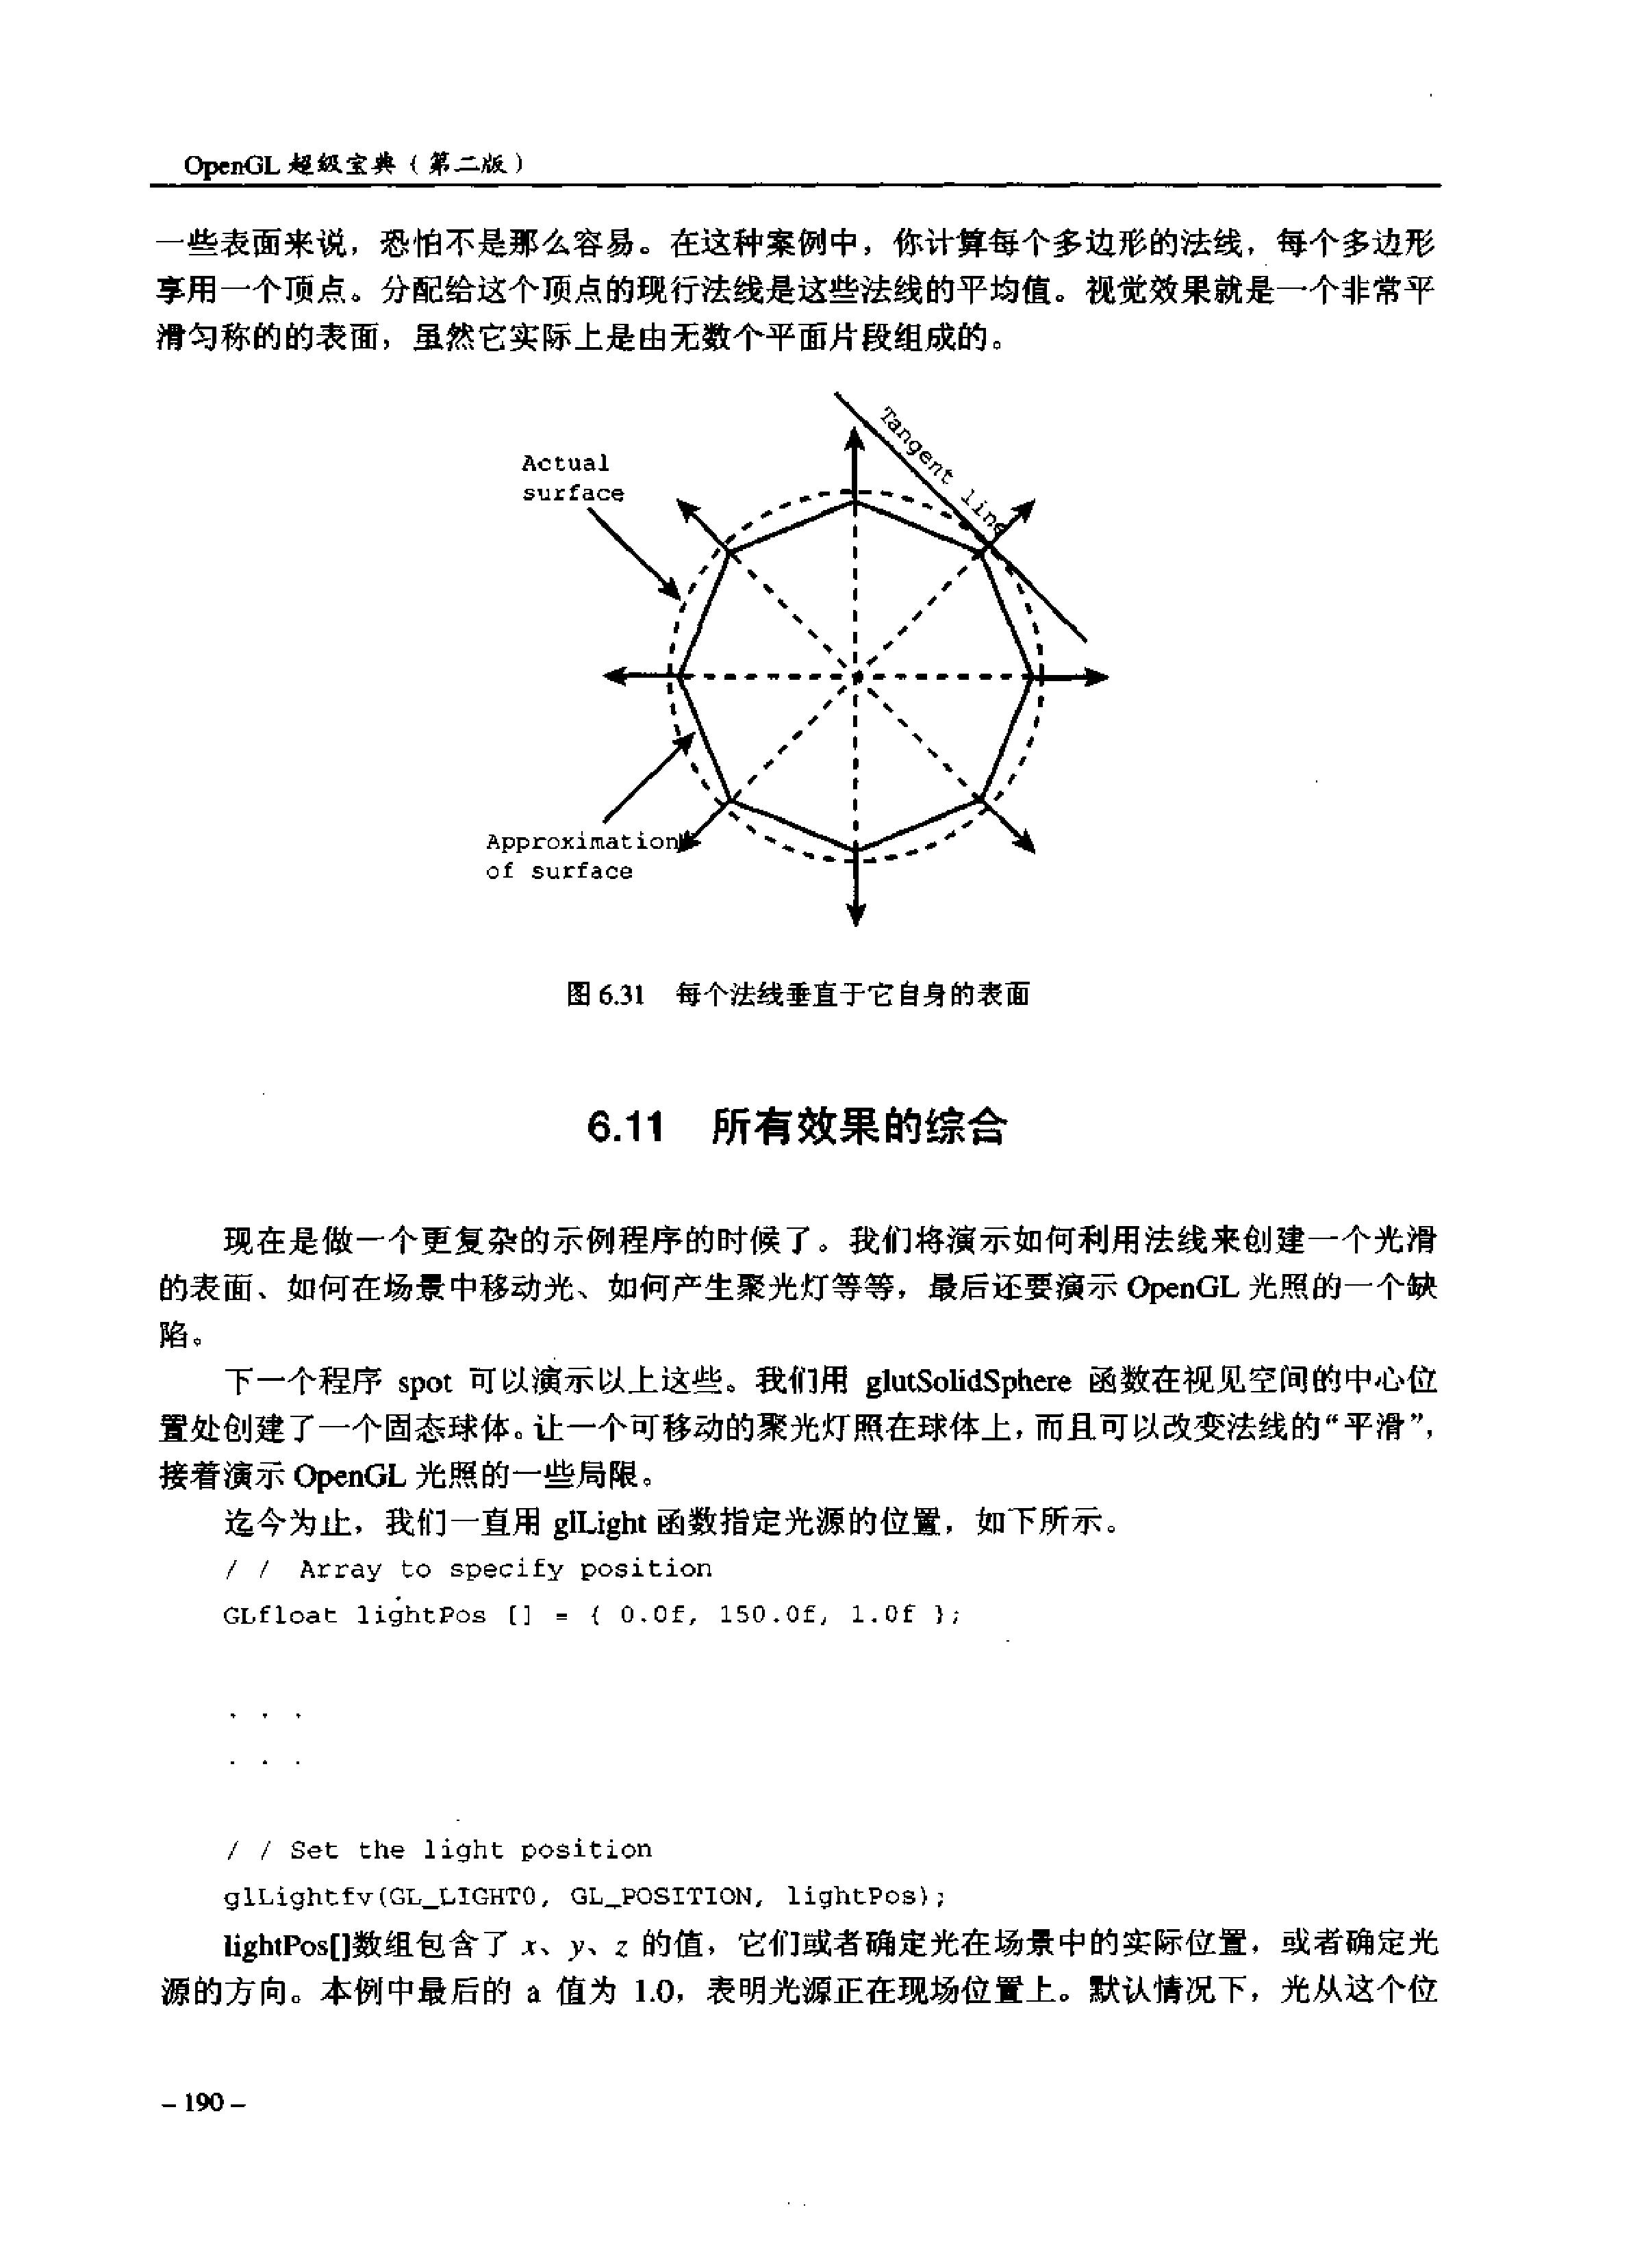 OpenGL 超级宝典（第二版）
一些表面来说，恐怕不是那么容易。在这种案例中，你计算每个多边形的法线，每个多边形
享用一个顶点。分配给这个顶点的现行法线是这些法线的平均值。视觉效果就是一个非常平
滑匀称的的表面，虽然它实际上是由无数个平面片段组成的。
Tangent line
Actual
surface
Approximation
of surface
图 6.31 每个法线垂直于它自身的表面
6.11 所有效果的综合
现在是做一个更复杂的示例程序的时候了。我们将演示如何利用法线来创建一个光滑
的表面、如何在场景中移动光、如何产生聚光灯等等，最后还要演示 OpenGL 光照的一个缺
陷。
下一个程序 spot 可以演示以上这些。我们用 glutSolidSphere 函数在视见空间的中心位
置处创建了一个固态球体。让一个可移动的聚光灯照在球体上，而且可以改变法线的“平滑”，
接着演示 OpenGL 光照的一些局限。
迄今为止，我们一直用 glLight 函数指定光源的位置，如下所示。
/ / Array to specify position
GLfloat lightPos [] = { 0.0f, 150.0f, 1.0f };
. . .
. . .
/ / Set the light position
glLightfv(GL_LIGHT0, GL_POSITION, lightPos);
lightPos[]数组包含了 x、y、z 的值，它们或者确定光在场景中的实际位置，或者确定光
源的方向。本例中最后的 a 值为 1.0，表明光源正在现场位置上。默认情况下，光从这个位
– 190 –